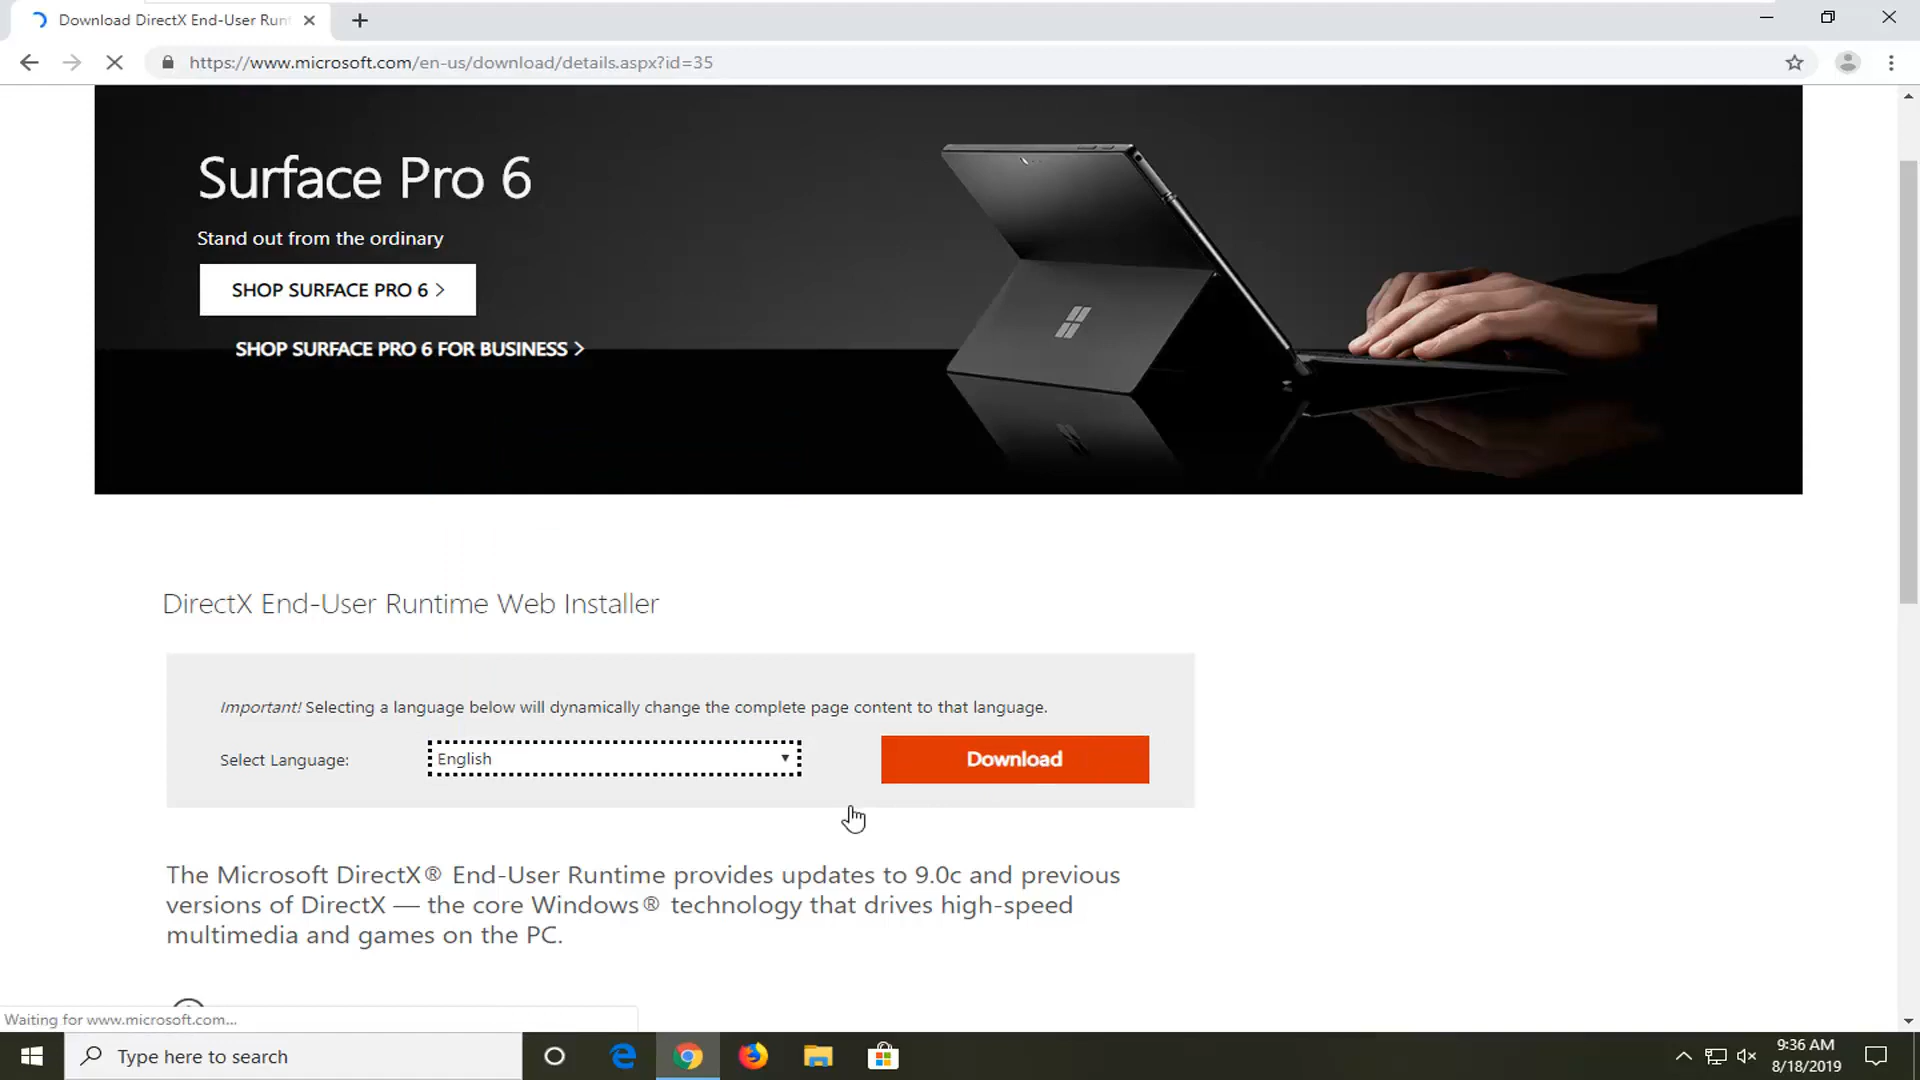 Download DirectX End-User Run
https://www.microsoft.com/en-us/download/details.aspx?id=35
Surface Pro 6
Stand out from the ordinary
SHOP SURFACE PRO 6 >
SHOP SURFACE PRO 6 FOR BUSINESS >
DirectX End-User Runtime Web Installer
Important! Selecting a language below will dynamically change the complete page content to that language.
Select Language:
English
Download
The Microsoft DirectX® End-User Runtime provides updates to 9.0c and previous
versions of DirectX — the core Windows® technology that drives high-speed
multimedia and games on the PC.
Waiting for www.microsoft.com...
Type here to search
9:36 AM
8/18/2019